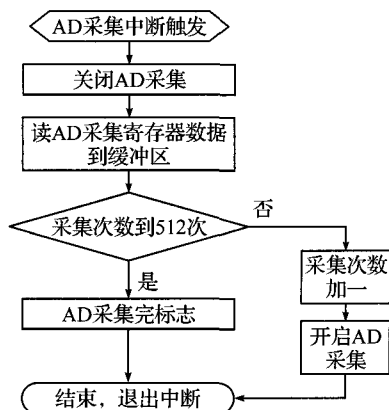 AD采集中断触发
关闭AD采集
读AD采集寄存器数据
到缓冲区
采集次数到512次
否
是
采集次数
加一
AD采集完标志
开启AD
采集
结束，退出中断